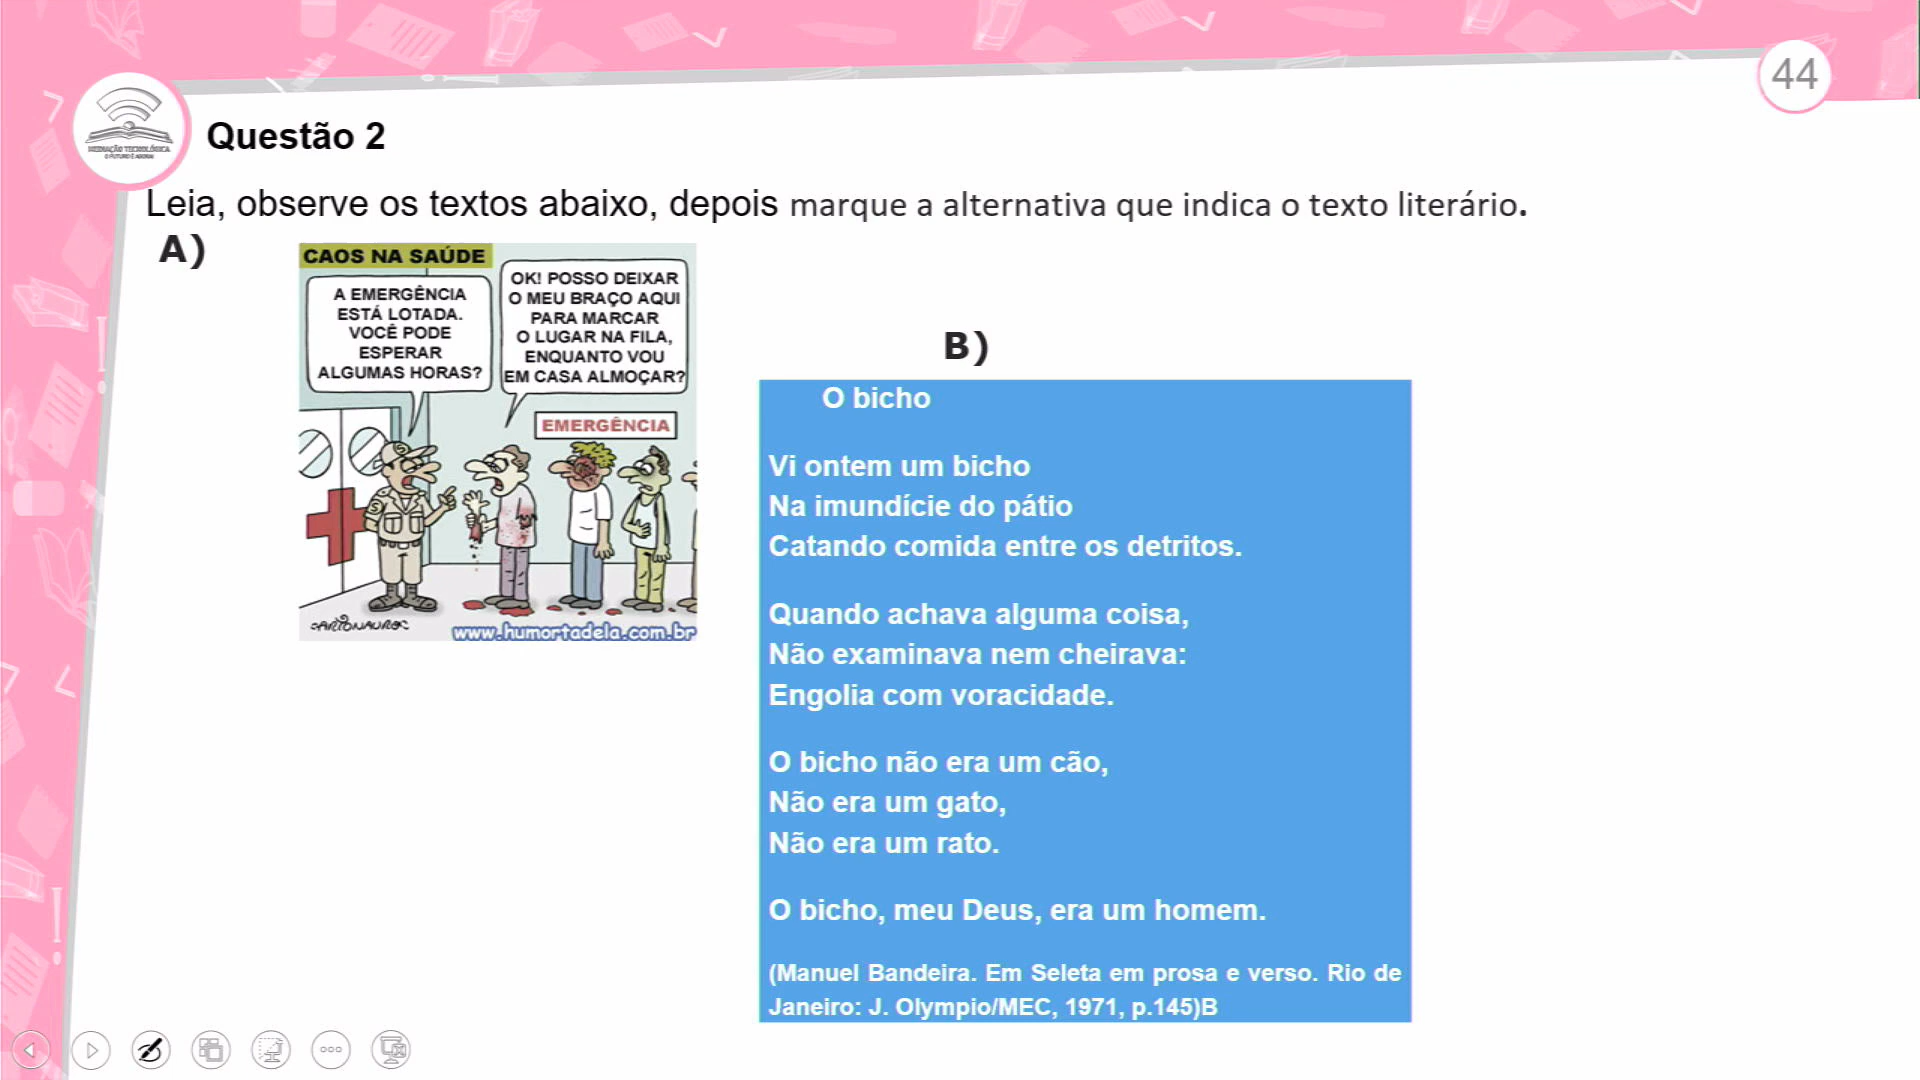 44
MEDIAÇÃO TECNOLÓGICA
O FUTURO É AGORA!
Questão 2
Leia, observe os textos abaixo, depois marque a alternativa que indica o texto literário.
A)
CAOS NA SAÚDE
A EMERGÊNCIA
ESTÁ LOTADA.
VOCÊ PODE
ESPERAR
ALGUMAS HORAS?
OK! POSSO DEIXAR
O MEU BRAÇO AQUI
PARA MARCAR
O LUGAR NA FILA,
ENQUANTO VOU
EM CASA ALMOÇAR?
EMERGÊNCIA
www.humortadela.com.br
B)
O bicho
Vi ontem um bicho
Na imundície do pátio
Catando comida entre os detritos.
Quando achava alguma coisa,
Não examinava nem cheirava:
Engolia com voracidade.
O bicho não era um cão,
Não era um gato,
Não era um rato.
O bicho, meu Deus, era um homem.
(Manuel Bandeira. Em Seleta em prosa e verso. Rio de
Janeiro: J. Olympio/MEC, 1971, p.145)B